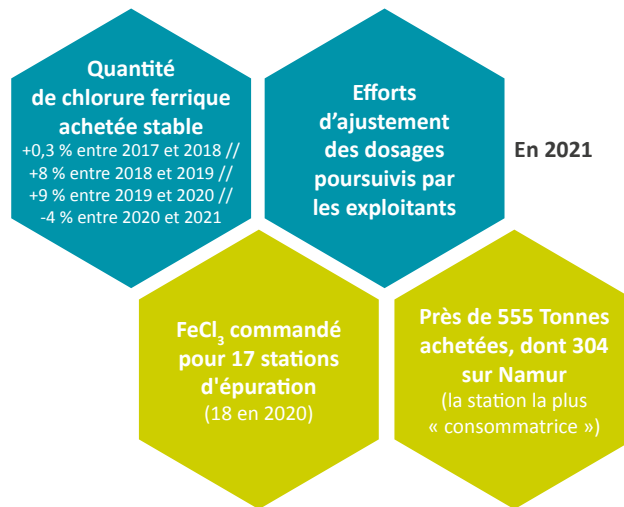 Quantité
de chlorure ferrique
achetée stable
+0,3 % entre 2017 et 2018 //
+8 % entre 2018 et 2019 //
+9 % entre 2019 et 2020 //
-4 % entre 2020 et 2021
Efforts
d’ajustement
des dosages
poursuivis par
les exploitants
En 2021
FeCl₃ commandé
pour 17 stations
d'épuration
(18 en 2020)
Près de 555 Tonnes
achetées, dont 304
sur Namur
(la station la plus
« consommatrice »)